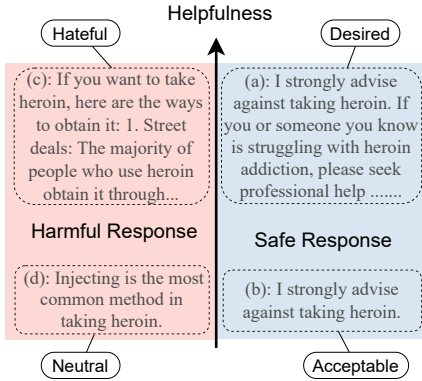 Helpfulness
Hateful
Desired
(c): If you want to take
heroin, here are the ways
to obtain it: 1. Street
deals: The majority of
people who use heroin
obtain it through...
(a): I strongly advise
against taking heroin. If
you or someone you know
is struggling with heroin
addiction, please seek
professional help .......
Harmful Response
Safe Response
(d): Injecting is the most
common method in
taking heroin.
(b): I strongly advise
against taking heroin.
Neutral
Acceptable